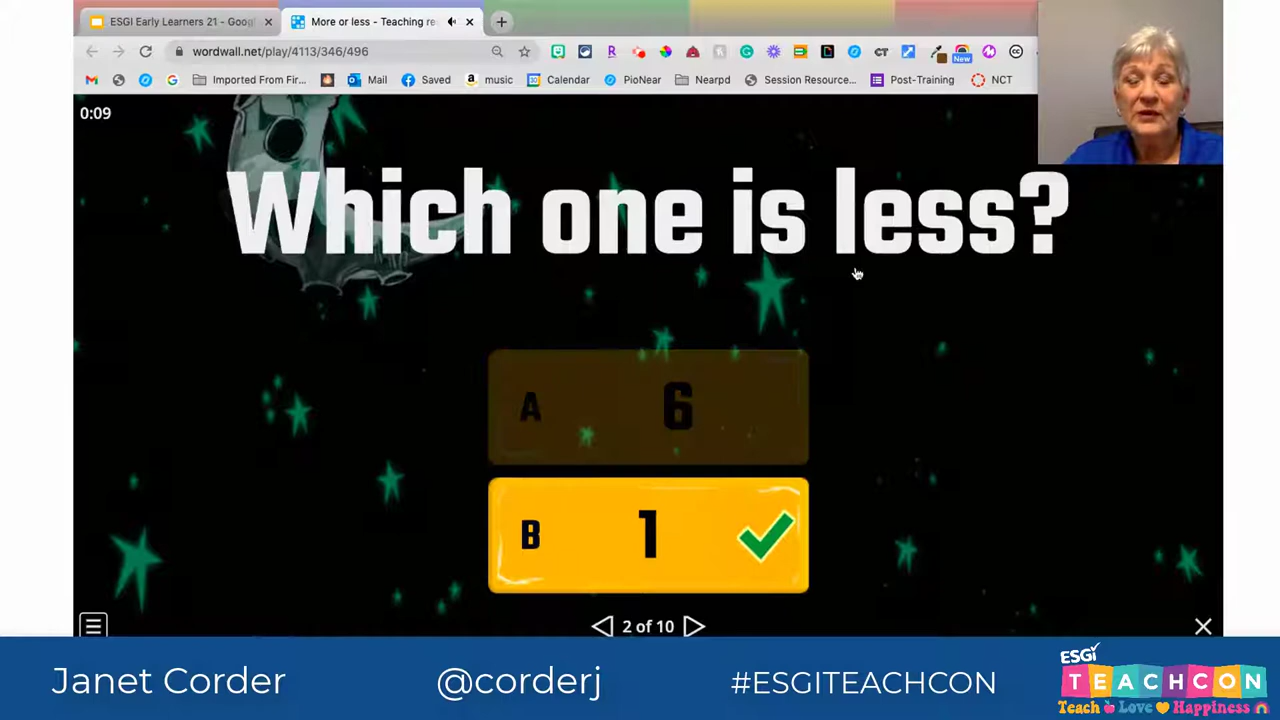 ESGI Early Learners 21 - Goog
More or less - Teaching re
wordwall.net/play/4113/346/496
New
Imported From Fir...
Mail
Saved
music
Calendar
PioNear
Nearpd
Session Resource...
Post-Training
NCT
0:09
Which one is less?
A 6
B 1
2 of 10
Janet Corder
@corderj
#ESGITEACHCON
ESGI
TEACHCON
Teach Love Happiness